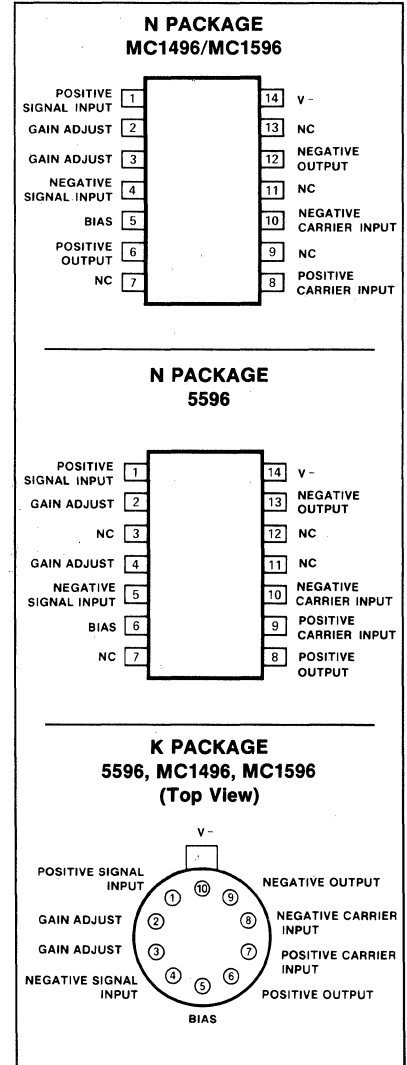 N PACKAGE
MC1496/MC1596
POSITIVE
SIGNAL INPUT
1
14
V -
GAIN ADJUST
2
13
NC
GAIN ADJUST
3
12
NEGATIVE
OUTPUT
NEGATIVE
SIGNAL INPUT
4
11
NC
BIAS
5
10
NEGATIVE
CARRIER INPUT
POSITIVE
OUTPUT
6
9
NC
NC
7
8
POSITIVE
CARRIER INPUT
N PACKAGE
5596
POSITIVE
SIGNAL INPUT
1
14
V -
GAIN ADJUST
2
13
NEGATIVE
OUTPUT
NC
3
12
NC
GAIN ADJUST
4
11
NC
NEGATIVE
SIGNAL INPUT
5
10
NEGATIVE
CARRIER INPUT
BIAS
6
9
POSITIVE
CARRIER INPUT
NC
7
8
POSITIVE
OUTPUT
K PACKAGE
5596, MC1496, MC1596
(Top View)
V -
POSITIVE SIGNAL
INPUT
1
10
9
NEGATIVE OUTPUT
GAIN ADJUST
2
8
NEGATIVE CARRIER
INPUT
GAIN ADJUST
3
7
POSITIVE CARRIER
INPUT
NEGATIVE SIGNAL
INPUT
4
5
6
POSITIVE OUTPUT
BIAS